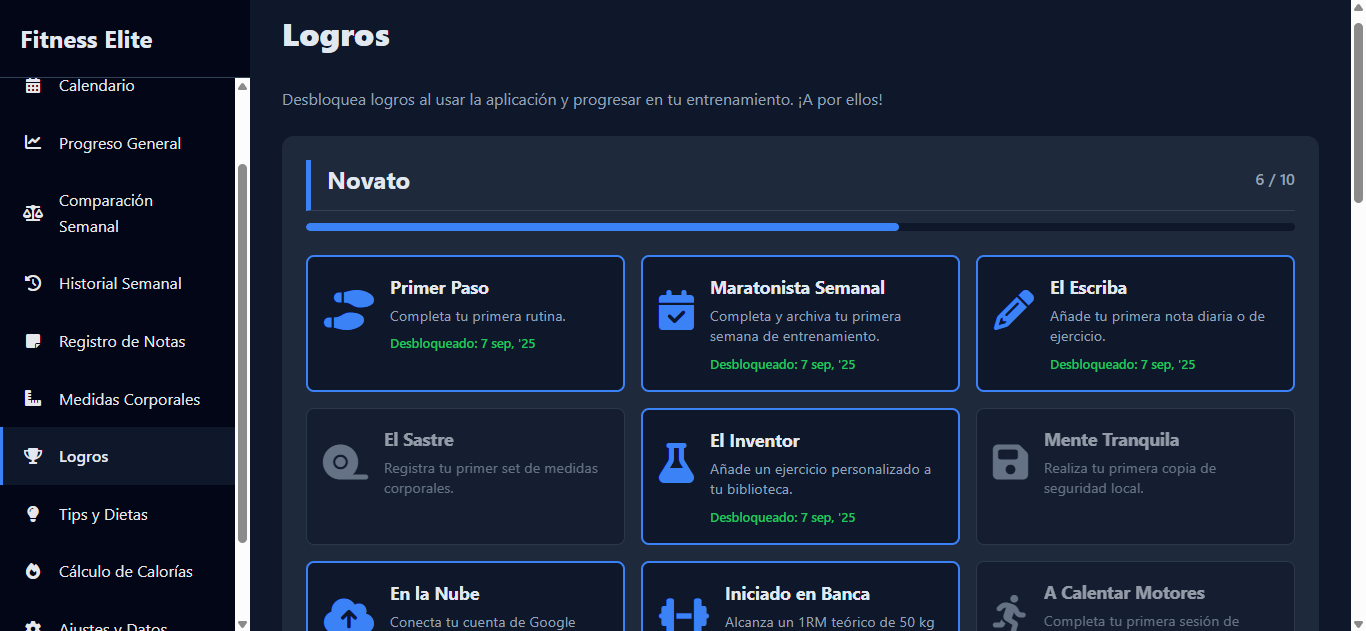 Fitness Elite
Calendario
Progreso General
Comparación
Semanal
Historial Semanal
Registro de Notas
Medidas Corporales
Logros
Tips y Dietas
Cálculo de Calorías
Ajustes y Datos
Logros
Desbloquea logros al usar la aplicación y progresar en tu entrenamiento. ¡A por ellos!
Novato
6 / 10
Primer Paso
Completa tu primera rutina.
Desbloqueado: 7 sep, '25
Maratonista Semanal
Completa y archiva tu primera
semana de entrenamiento.
Desbloqueado: 7 sep, '25
El Escriba
Añade tu primera nota diaria o de
ejercicio.
Desbloqueado: 7 sep, '25
El Sastre
Registra tu primer set de medidas
corporales.
El Inventor
Añade un ejercicio personalizado a
tu biblioteca.
Desbloqueado: 7 sep, '25
Mente Tranquila
Realiza tu primera copia de
seguridad local.
En la Nube
Conecta tu cuenta de Google
Iniciado en Banca
Alcanza un 1RM teórico de 50 kg
A Calentar Motores
Completa tu primera sesión de